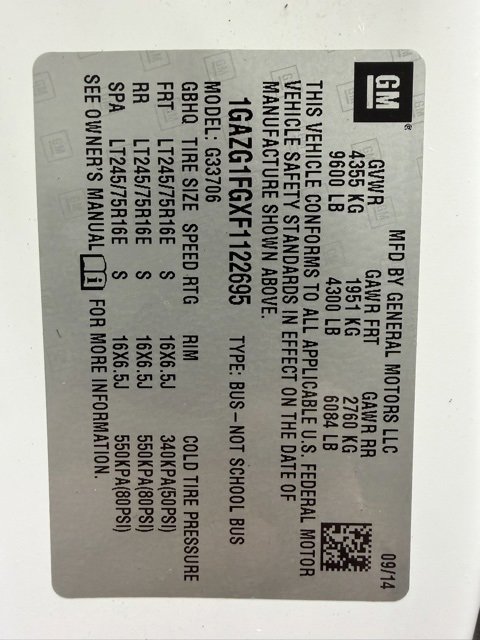 GM®
MFD BY GENERAL MOTORS LLC 09/14
GVWR GAWR FRT GAWR RR
4355 KG 1951 KG 2760 KG
9600 LB 4300 LB 6084 LB
THIS VEHICLE CONFORMS TO ALL APPLICABLE U.S. FEDERAL MOTOR
VEHICLE SAFETY STANDARDS IN EFFECT ON THE DATE OF
MANUFACTURE SHOWN ABOVE.
1GAZG1FGXF1122695 TYPE: BUS–NOT SCHOOL BUS
MODEL: G33706
GBHQ TIRE SIZE SPEED RTG RIM COLD TIRE PRESSURE
FRT LT245/75R16E S 16X6.5J 340KPA(50PSI)
RR LT245/75R16E S 16X6.5J 550KPA(80PSI)
SPA LT245/75R16E S 16X6.5J 550KPA(80PSI)
SEE OWNER'S MANUAL i FOR MORE INFORMATION.